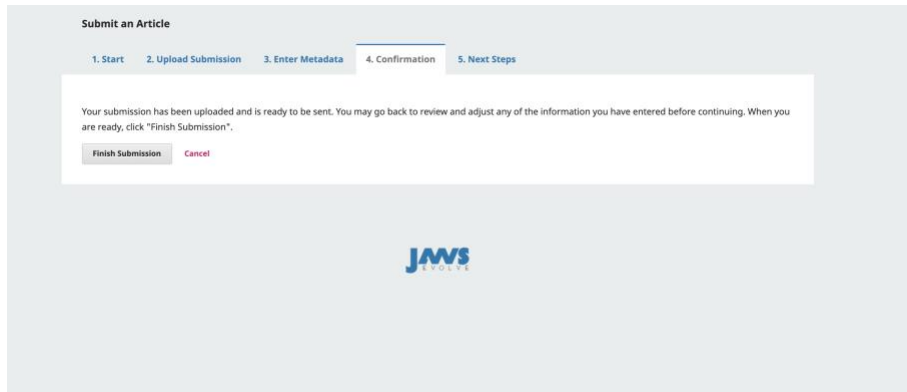 Submit an Article
1. Start 2. Upload Submission 3. Enter Metadata 4. Confirmation 5. Next Steps
Your submission has been uploaded and is ready to be sent. You may go back to review and adjust any of the information you have entered before continuing. When you
are ready, click "Finish Submission".
Finish Submission Cancel
JAWS
EVOLVE